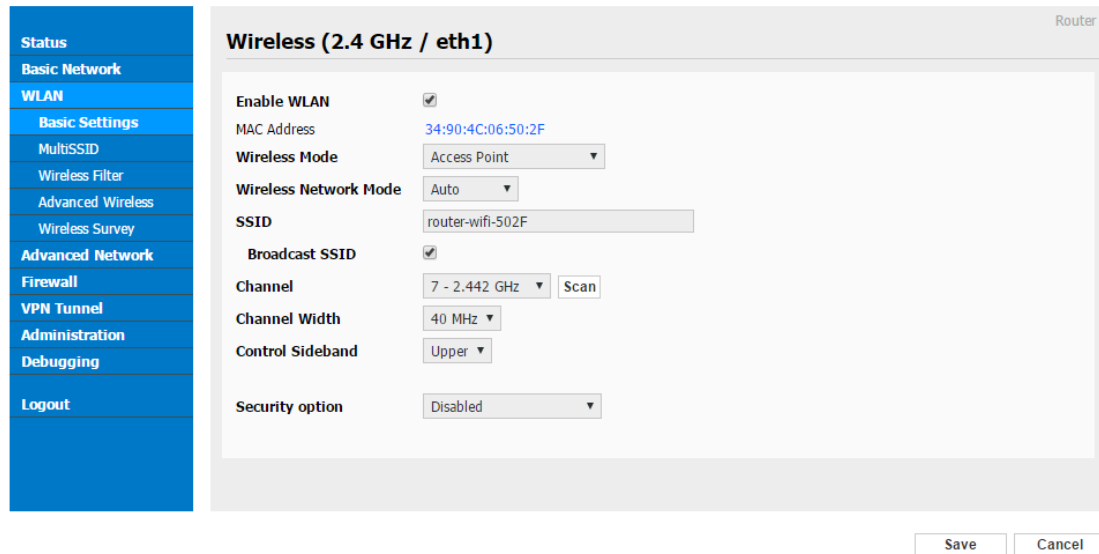 Router
Status
Basic Network
WLAN
Basic Settings
MultiSSID
Wireless Filter
Advanced Wireless
Wireless Survey
Advanced Network
Firewall
VPN Tunnel
Administration
Debugging
Logout
Wireless (2.4 GHz / eth1)
Enable WLAN
MAC Address 34:90:4C:06:50:2F
Wireless Mode Access Point
Wireless Network Mode Auto
SSID router-wifi-502F
Broadcast SSID
Channel 7 - 2.442 GHz Scan
Channel Width 40 MHz
Control Sideband Upper
Security option Disabled
Save Cancel